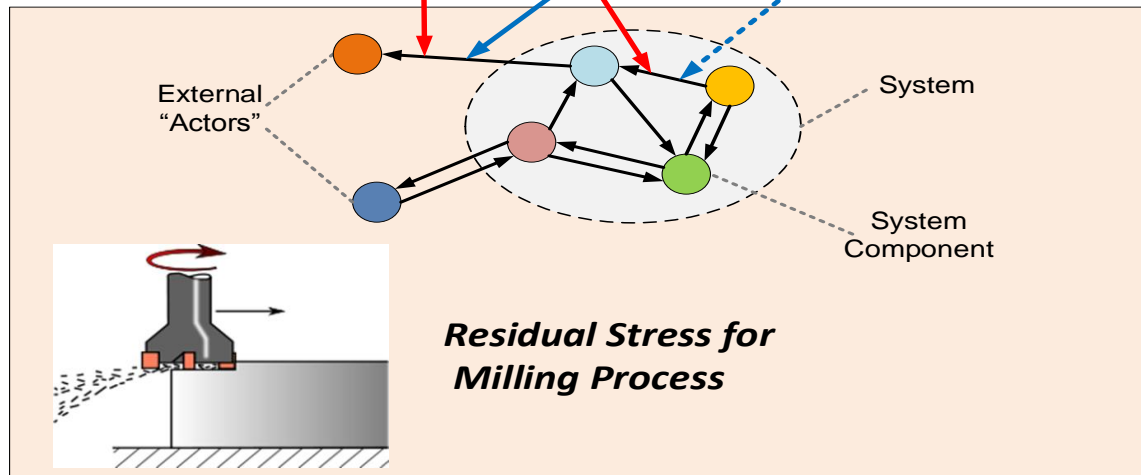 External
“Actors”
System
System
Component
Residual Stress for
Milling Process